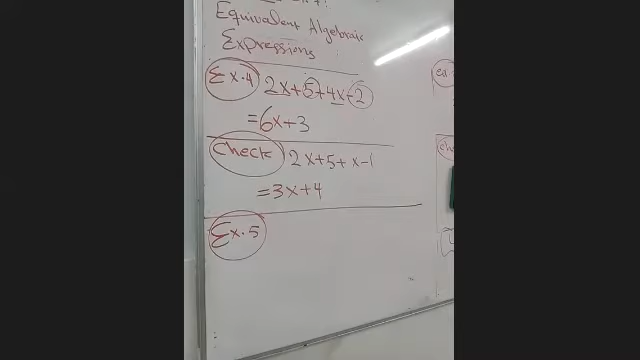 Equivalent Algebraic
Expressions
Ex.4 2x+5+4x-2
=6x+3
Check 2x+5+x-1
=3x+4
Ex.5
ex